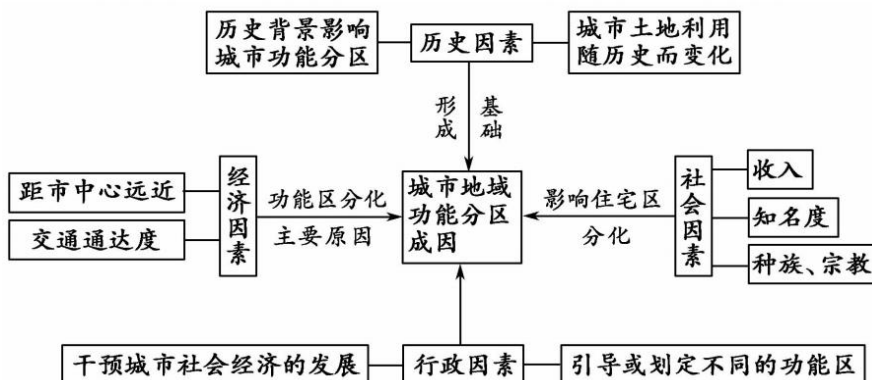 历史背景影响
城市功能分区
历史因素
城市土地利用
随历史而变化
形成
基础
距市中心远近
交通通达度
经济因素
功能区分化
主要原因
城市地域
功能分区
成因
影响住宅区
分化
社会因素
收入
知名度
种族、宗教
干预城市社会经济的发展
行政因素
引导或划定不同的功能区